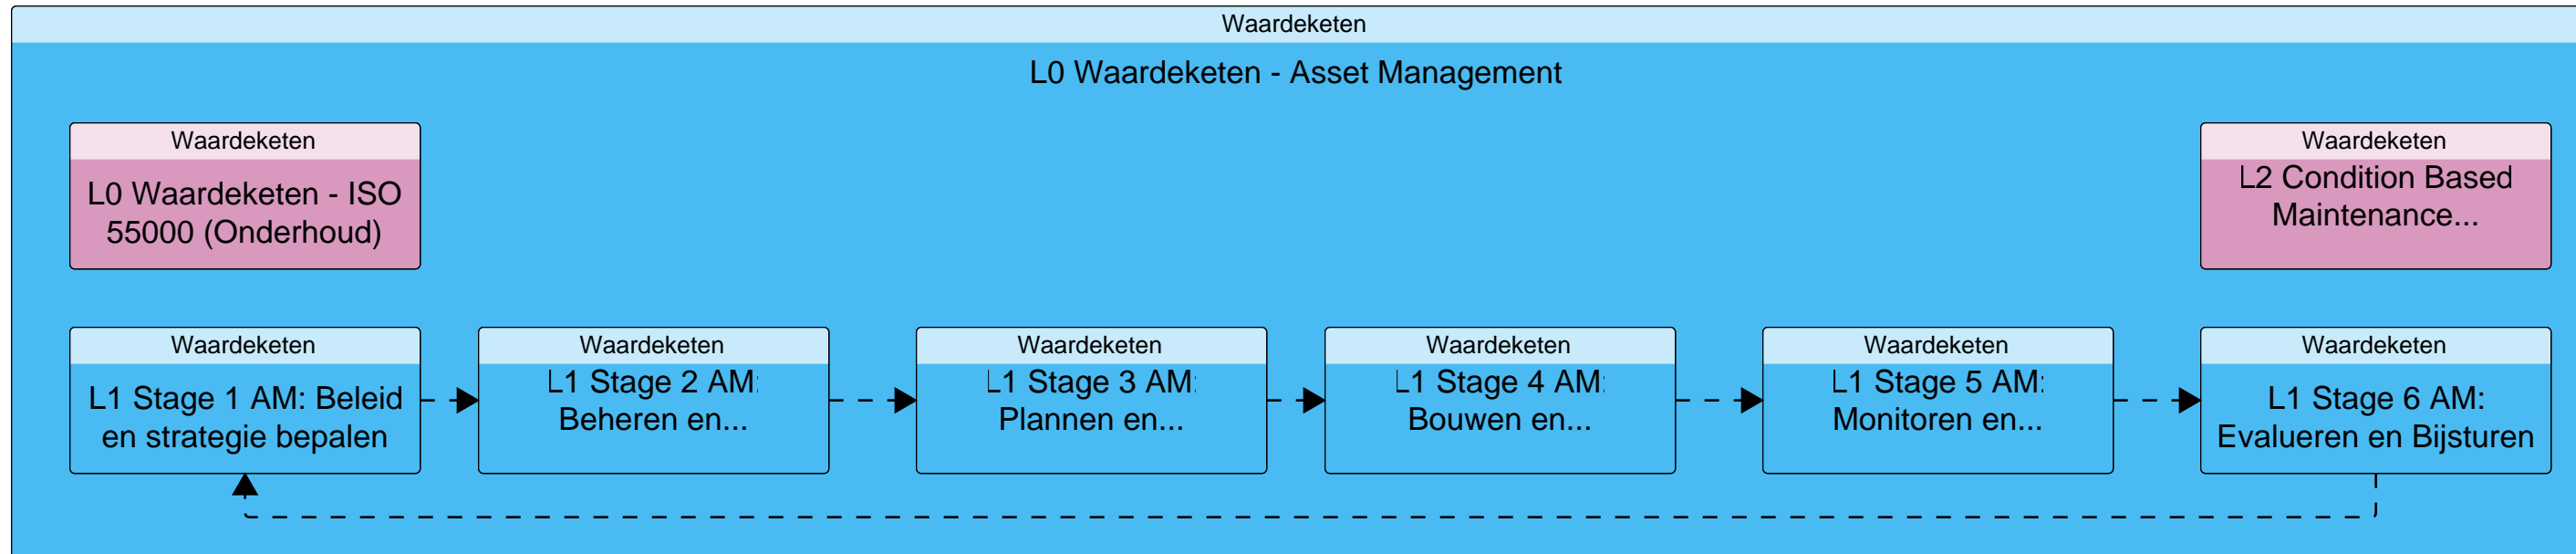 Waardeketen
L0 Waardeketen - Asset Management
Waardeketen
L0 Waardeketen - ISO
55000 (Onderhoud)
Waardeketen
L2 Condition Based
Maintenance...
Waardeketen
L1 Stage 1 AM: Beleid
en strategie bepalen
Waardeketen
L1 Stage 2 AM:
Beheren en...
Waardeketen
L1 Stage 3 AM:
Plannen en...
Waardeketen
L1 Stage 4 AM:
Bouwen en...
Waardeketen
L1 Stage 5 AM:
Monitoren en...
Waardeketen
L1 Stage 6 AM:
Evalueren en Bijsturen